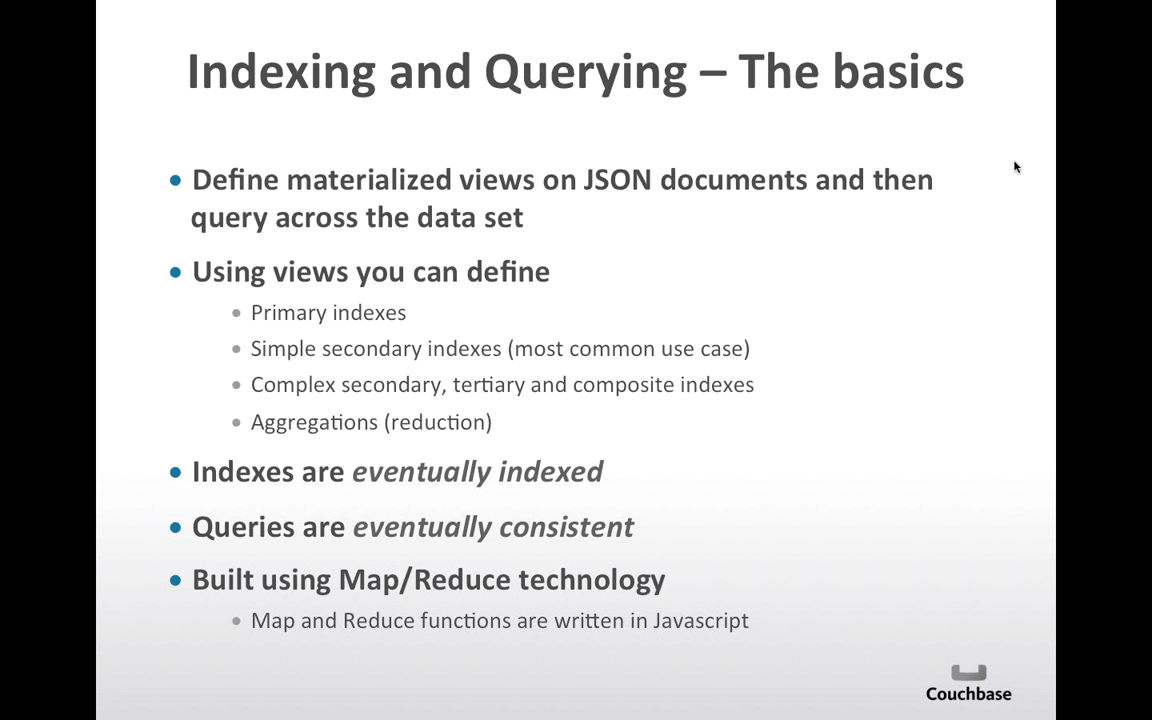 Indexing and Querying – The basics
• Define materialized views on JSON documents and then
query across the data set
• Using views you can define
• Primary indexes
• Simple secondary indexes (most common use case)
• Complex secondary, tertiary and composite indexes
• Aggregations (reduction)
• Indexes are eventually indexed
• Queries are eventually consistent
• Built using Map/Reduce technology
• Map and Reduce functions are written in Javascript
Couchbase